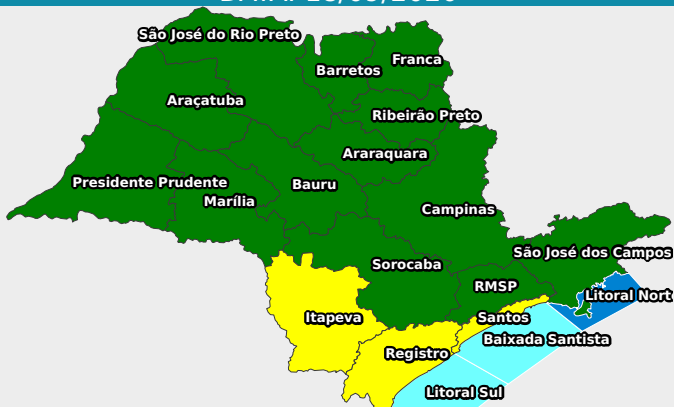 São José do Rio Preto
Franca
Barretos
Araçatuba
Ribeirão Preto
Araraquara
Presidente Prudente
Bauru
Marília
Campinas
São José dos Campos
Sorocaba
RMSP
Litoral Nort
Itapeva
Santos
Baixada Santista
Registro
Litoral Sul